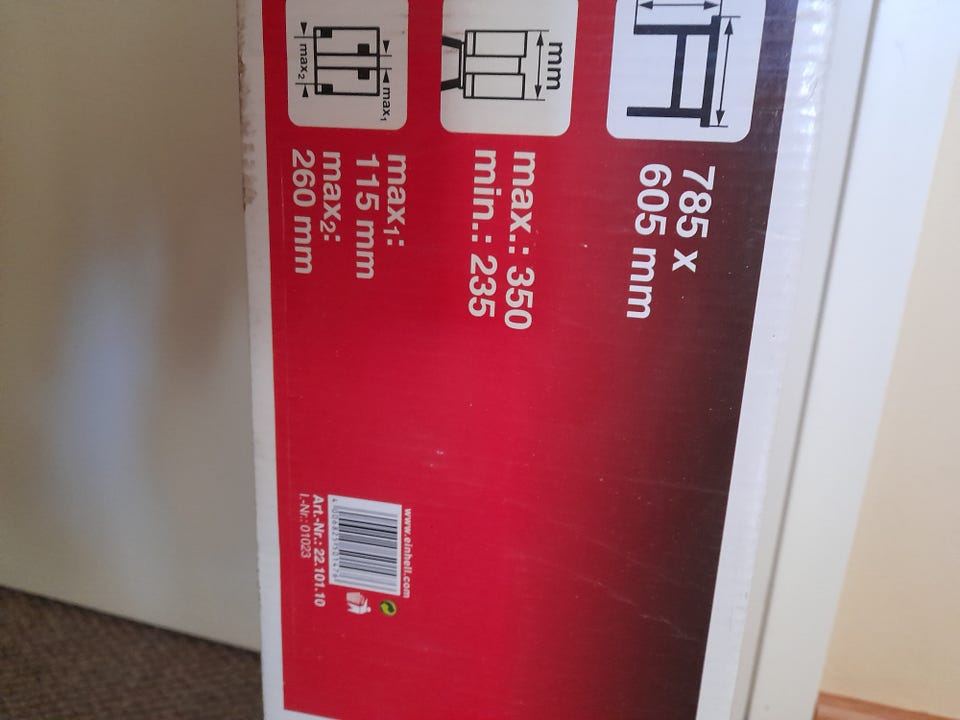 785 x
605 mm
mm
max.: 350
min.: 235
max₁
max₂
max₁:
115 mm
max₂:
260 mm
www.einhell.com
Art.-Nr.: 22.101.10
I.-Nr.: 01023